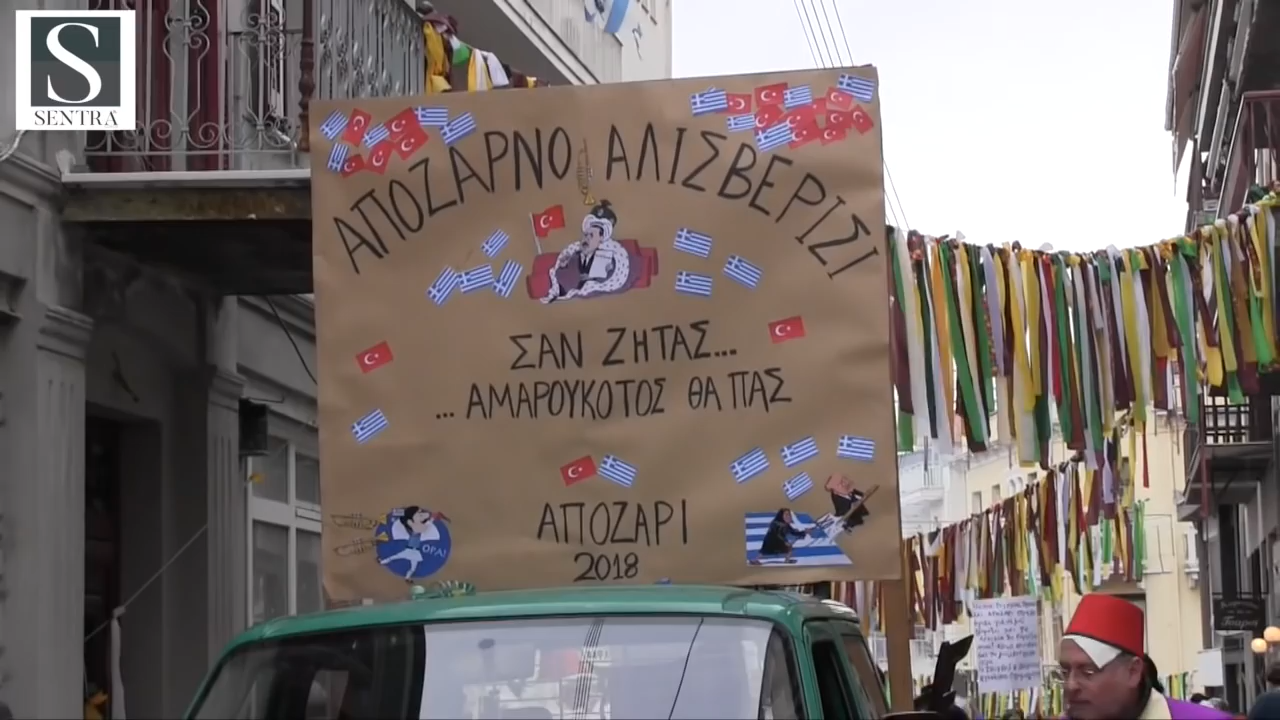 S
SENTRA
ΑΠΟΖΑΡΝΟ ΑΛΙΣΒΕΡΙΣΙ
ΣΑΝ ΖΗΤΑΣ...
...ΑΜΑΡΟΥΚΟΤΟΣ ΘΑ ΠΑΣ
ΑΠΟΖΑΡΙ
2018
ΟΡΑ!